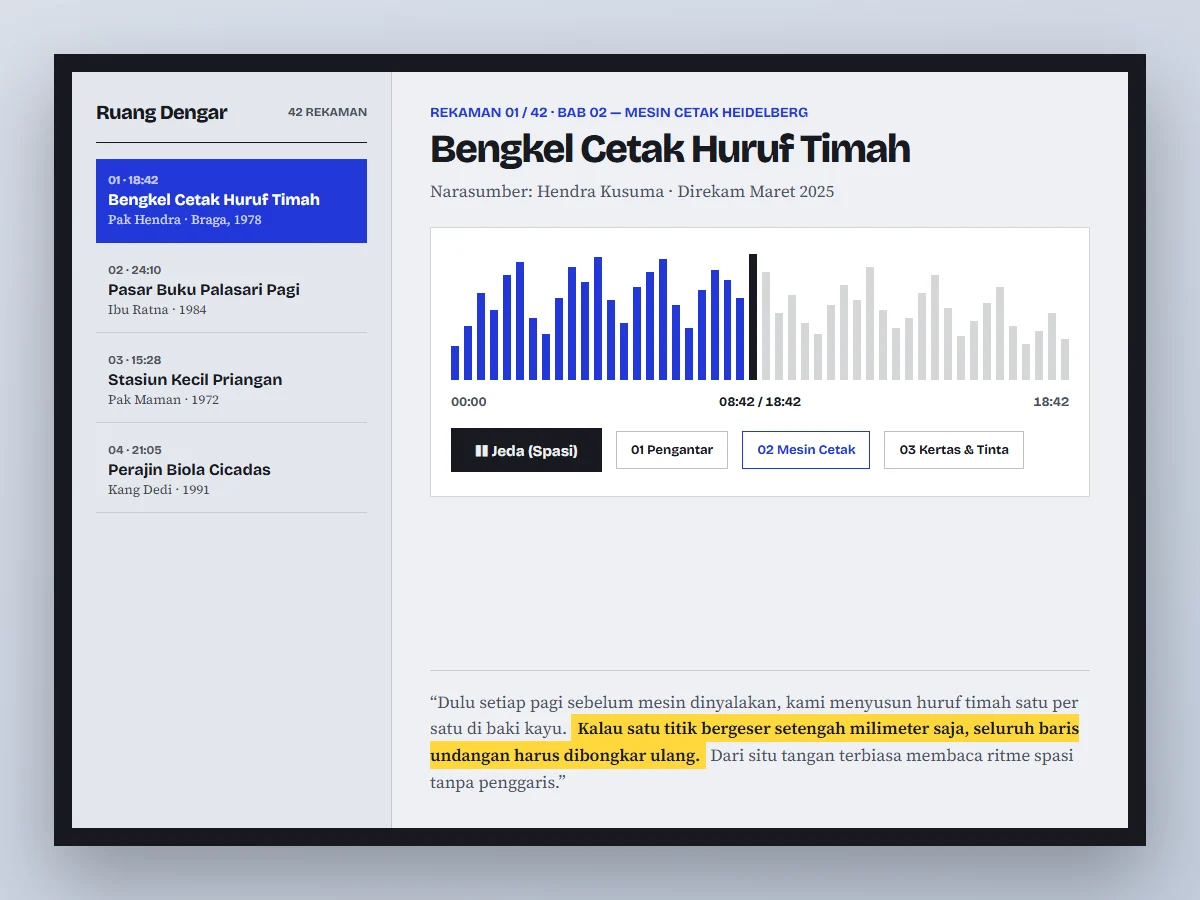 Ruang Dengar
42 REKAMAN
01 · 18:42
Bengkel Cetak Huruf Timah
Pak Hendra · Braga, 1978
02 · 24:10
Pasar Buku Palasari Pagi
Ibu Ratna · 1984
03 · 15:28
Stasiun Kecil Priangan
Pak Maman · 1972
04 · 21:05
Perajin Biola Cicadas
Kang Dedi · 1991
REKAMAN 01 / 42 · BAB 02 — MESIN CETAK HEIDELBERG
Bengkel Cetak Huruf Timah
Narasumber: Hendra Kusuma · Direkam Maret 2025
00:00
08:42 / 18:42
18:42
Jeda (Spasi)
01 Pengantar
02 Mesin Cetak
03 Kertas & Tinta
“Dulu setiap pagi sebelum mesin dinyalakan, kami menyusun huruf timah satu per
satu di baki kayu. Kalau satu titik bergeser setengah milimeter saja, seluruh baris
undangan harus dibongkar ulang. Dari situ tangan terbiasa membaca ritme spasi
tanpa penggaris.”